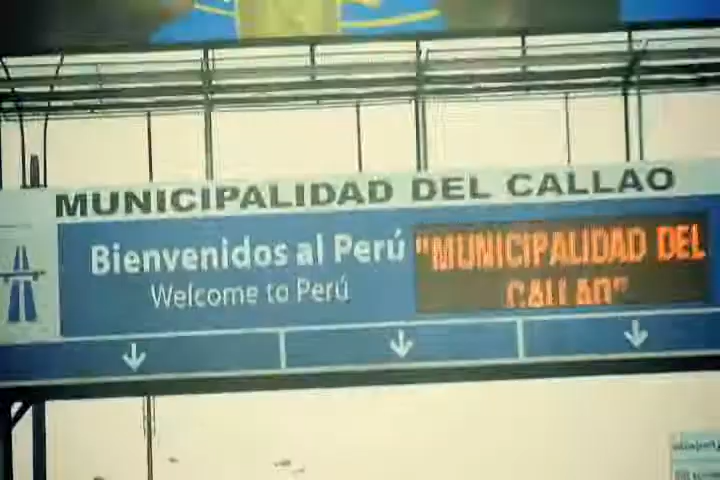 MUNICIPALIDAD DEL CALLAO
Bienvenidos al Perú
Welcome to Perú
"MUNICIPALIDAD DEL
CALLAO"